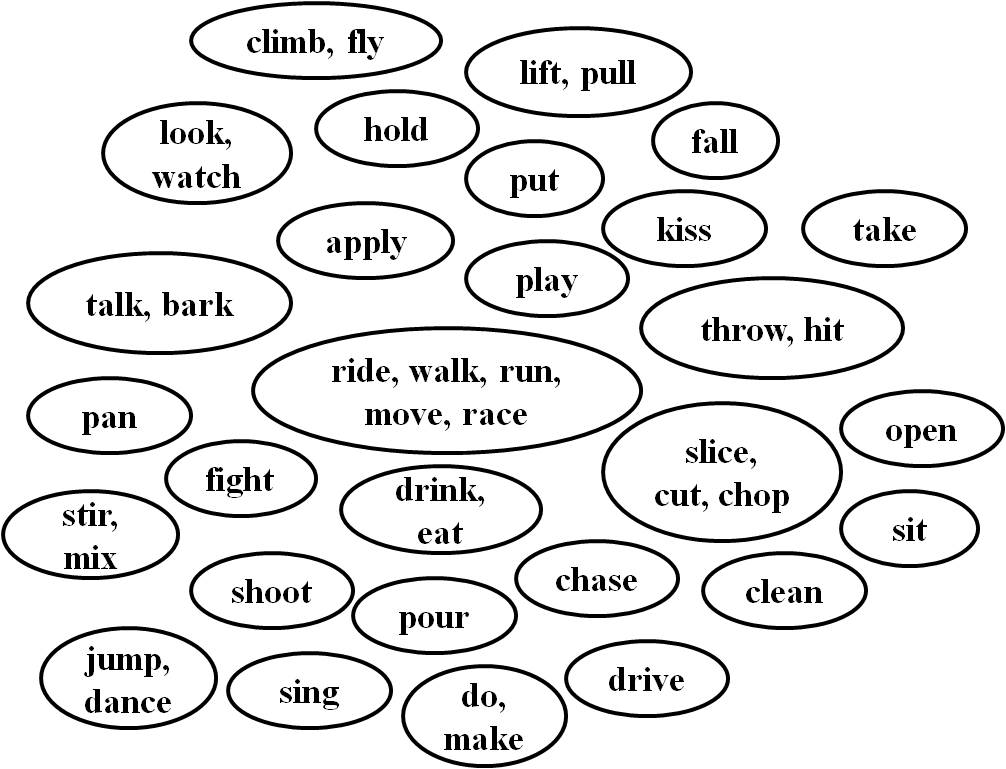 climb, fly
lift, pull
look,
watch
hold
fall
put
kiss
take
apply
play
talk, bark
throw, hit
ride, walk, run,
move, race
pan
open
slice,
cut, chop
fight
drink,
eat
stir,
mix
sit
shoot
chase
clean
pour
jump,
dance
sing
do,
make
drive